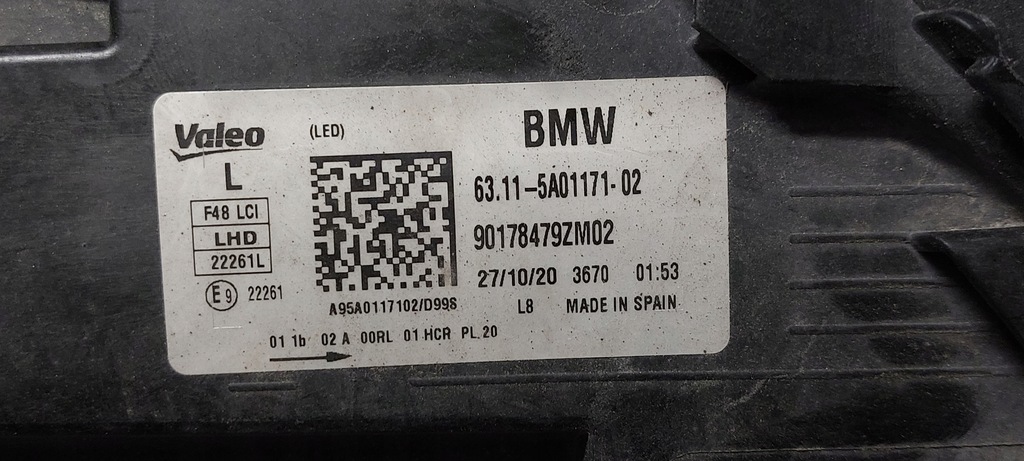 Valeo (LED) BMW
L
63.11-5A01171-02
F48 LCI
LHD
90178479ZM02
22261L
27/10/20 3670 01:53
E9 22261
A95A0117102/D99S
L8 MADE IN SPAIN
01 1b 02 A 00RL 01 HCR PL.20